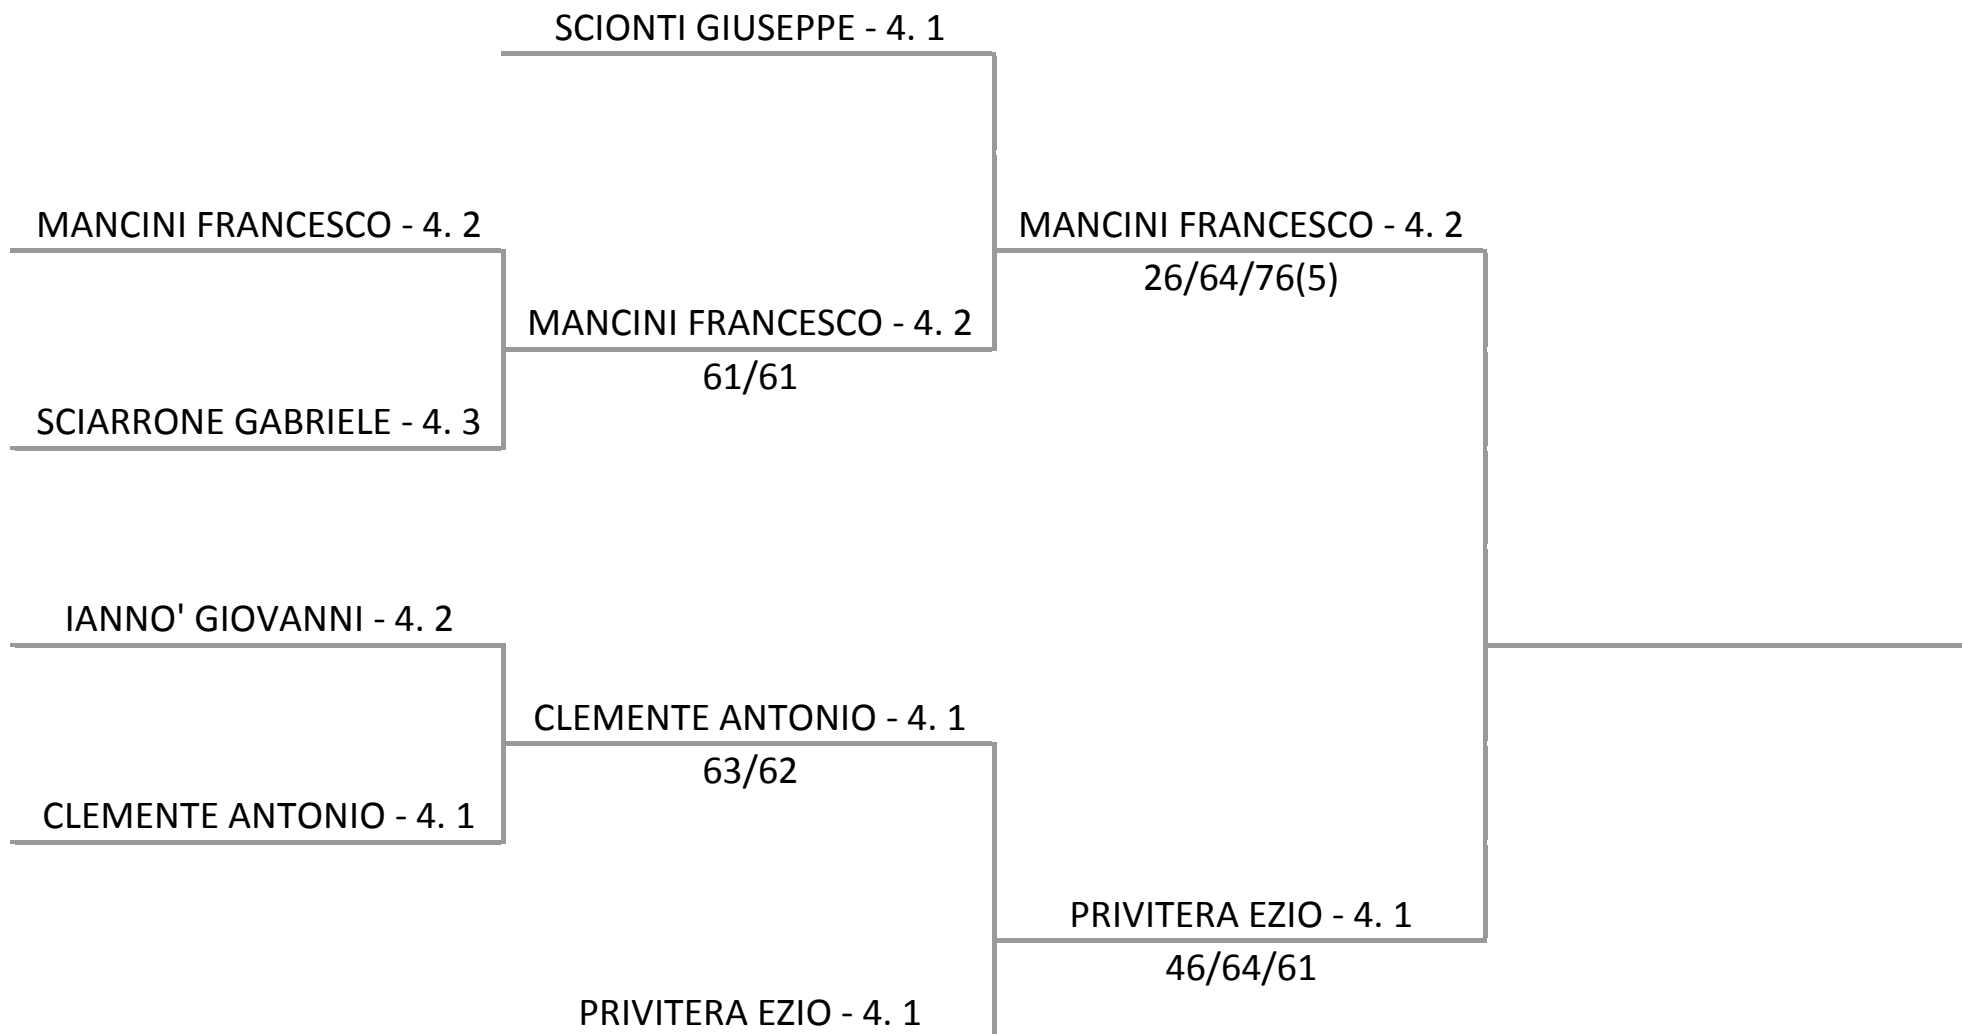 SCIONTI GIUSEPPE - 4. 1
MANCINI FRANCESCO - 4. 2
MANCINI FRANCESCO - 4. 2
26/64/76(5)
MANCINI FRANCESCO - 4. 2
61/61
SCIARRONE GABRIELE - 4. 3
IANNO' GIOVANNI - 4. 2
CLEMENTE ANTONIO - 4. 1
63/62
CLEMENTE ANTONIO - 4. 1
PRIVITERA EZIO - 4. 1
46/64/61
PRIVITERA EZIO - 4. 1